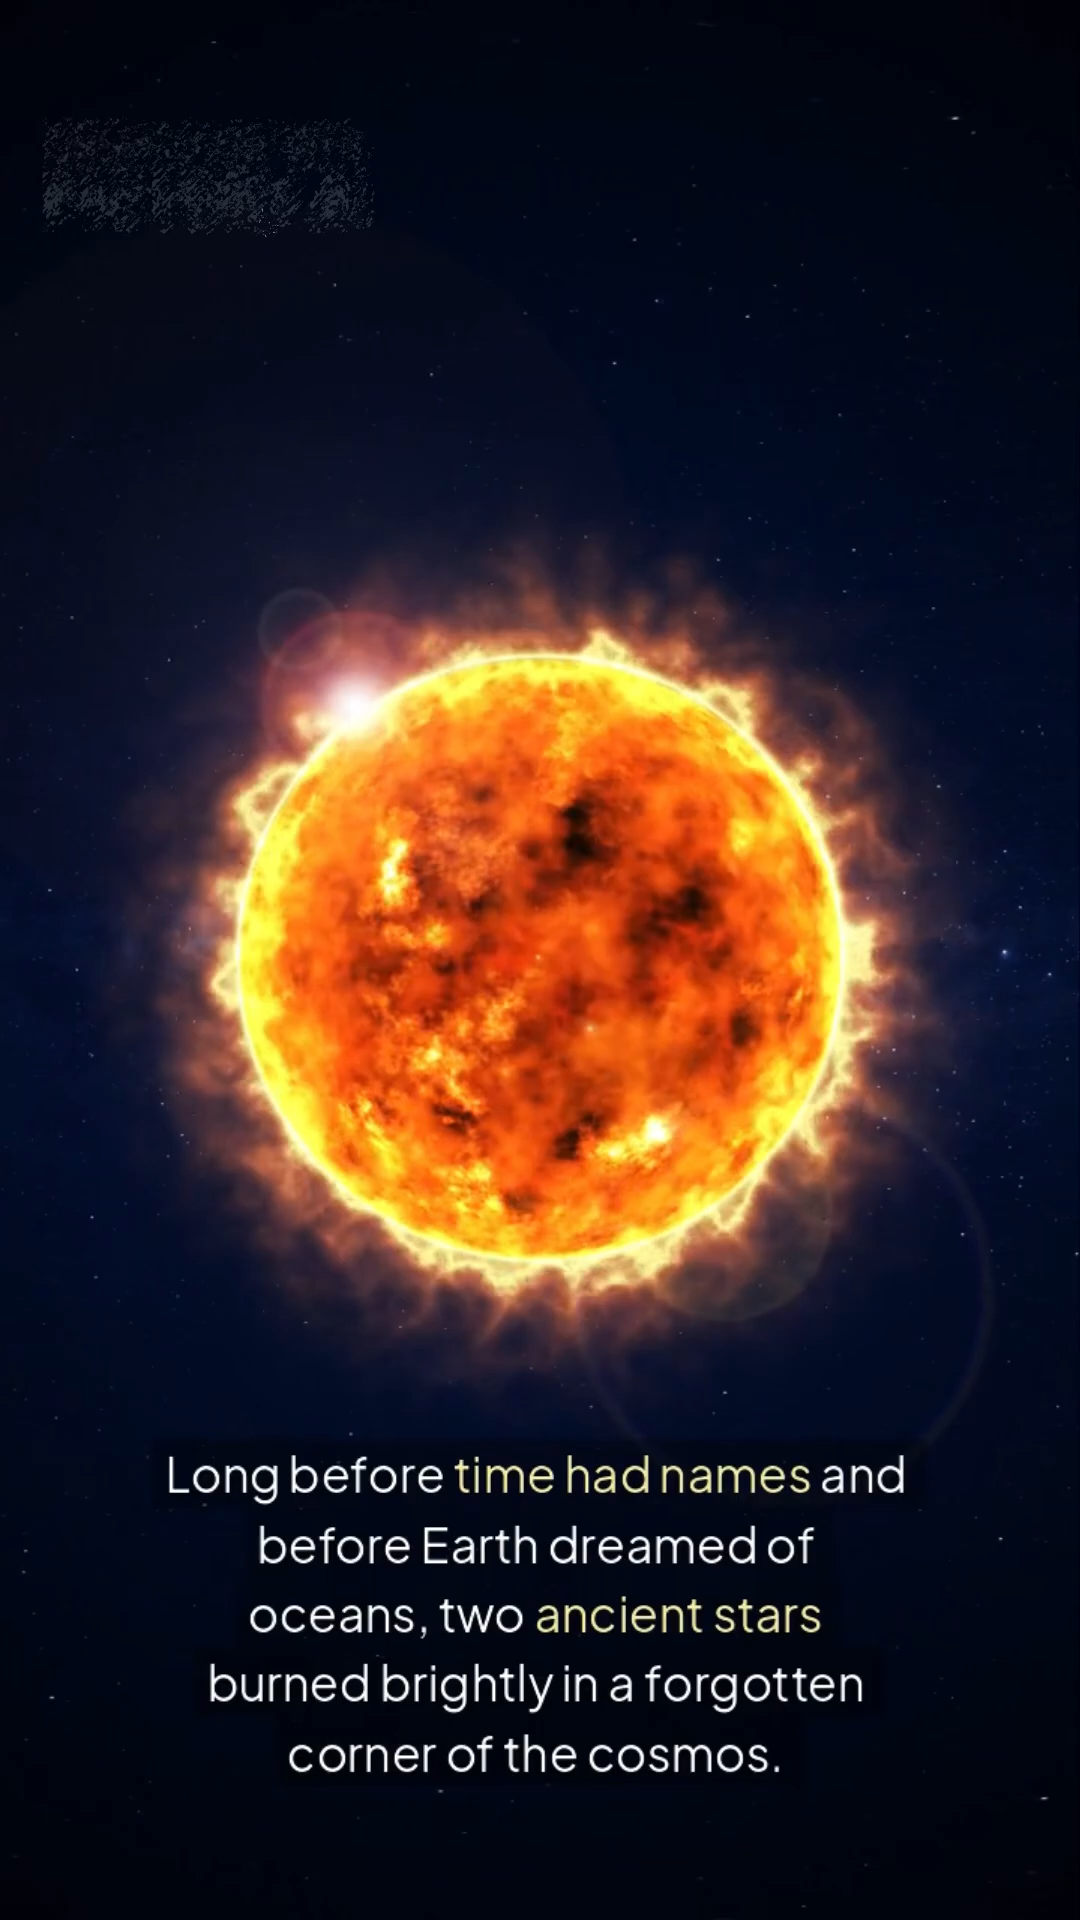 Long before time had names and
before Earth dreamed of
oceans, two ancient stars
burned brightly in a forgotten
corner of the cosmos.